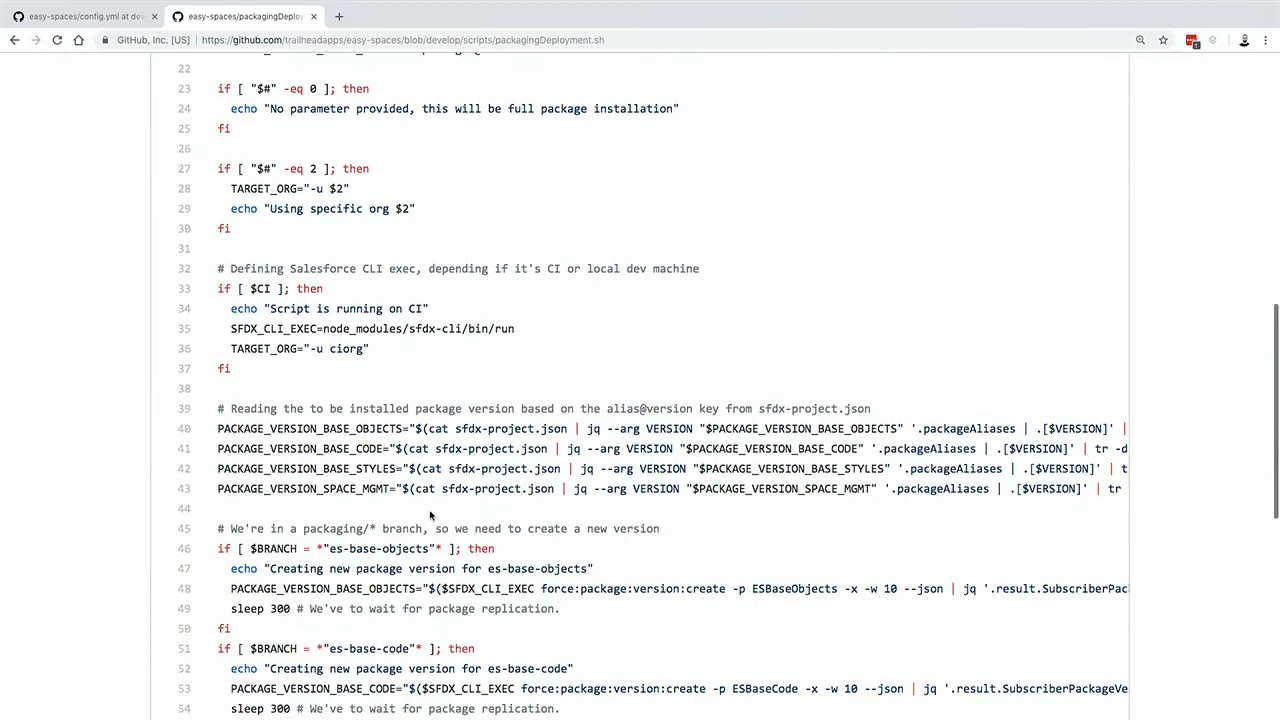 easy-spaces/config.yml at dev
easy-spaces/packagingDeploy
GitHub, Inc. [US]
https://github.com/trailheadapps/easy-spaces/blob/develop/scripts/packagingDeployment.sh
22
23 if [ "$#" -eq 0 ]; then
24 echo "No parameter provided, this will be full package installation"
25 fi
26
27 if [ "$#" -eq 2 ]; then
28 TARGET_ORG="-u $2"
29 echo "Using specific org $2"
30 fi
31
32 # Defining Salesforce CLI exec, depending if it's CI or local dev machine
33 if [ $CI ]; then
34 echo "Script is running on CI"
35 SFDX_CLI_EXEC=node_modules/sfdx-cli/bin/run
36 TARGET_ORG="-u ciorg"
37 fi
38
39 # Reading the to be installed package version based on the alias@version key from sfdx-project.json
40 PACKAGE_VERSION_BASE_OBJECTS="$(cat sfdx-project.json | jq --arg VERSION "$PACKAGE_VERSION_BASE_OBJECTS" '.packageAliases | .[$VERSION]' |
41 PACKAGE_VERSION_BASE_CODE="$(cat sfdx-project.json | jq --arg VERSION "$PACKAGE_VERSION_BASE_CODE" '.packageAliases | .[$VERSION]' | tr -d
42 PACKAGE_VERSION_BASE_STYLES="$(cat sfdx-project.json | jq --arg VERSION "$PACKAGE_VERSION_BASE_STYLES" '.packageAliases | .[$VERSION]' | t
43 PACKAGE_VERSION_SPACE_MGMT="$(cat sfdx-project.json | jq --arg VERSION "$PACKAGE_VERSION_SPACE_MGMT" '.packageAliases | .[$VERSION]' | tr
44
45 # We're in a packaging/* branch, so we need to create a new version
46 if [ $BRANCH = *"es-base-objects"* ]; then
47 echo "Creating new package version for es-base-objects"
48 PACKAGE_VERSION_BASE_OBJECTS="$($SFDX_CLI_EXEC force:package:version:create -p ESBaseObjects -x -w 10 --json | jq '.result.SubscriberPac
49 sleep 300 # We've to wait for package replication.
50 fi
51 if [ $BRANCH = *"es-base-code"* ]; then
52 echo "Creating new package version for es-base-code"
53 PACKAGE_VERSION_BASE_CODE="$($SFDX_CLI_EXEC force:package:version:create -p ESBaseCode -x -w 10 --json | jq '.result.SubscriberPackageVe
54 sleep 300 # We've to wait for package replication.